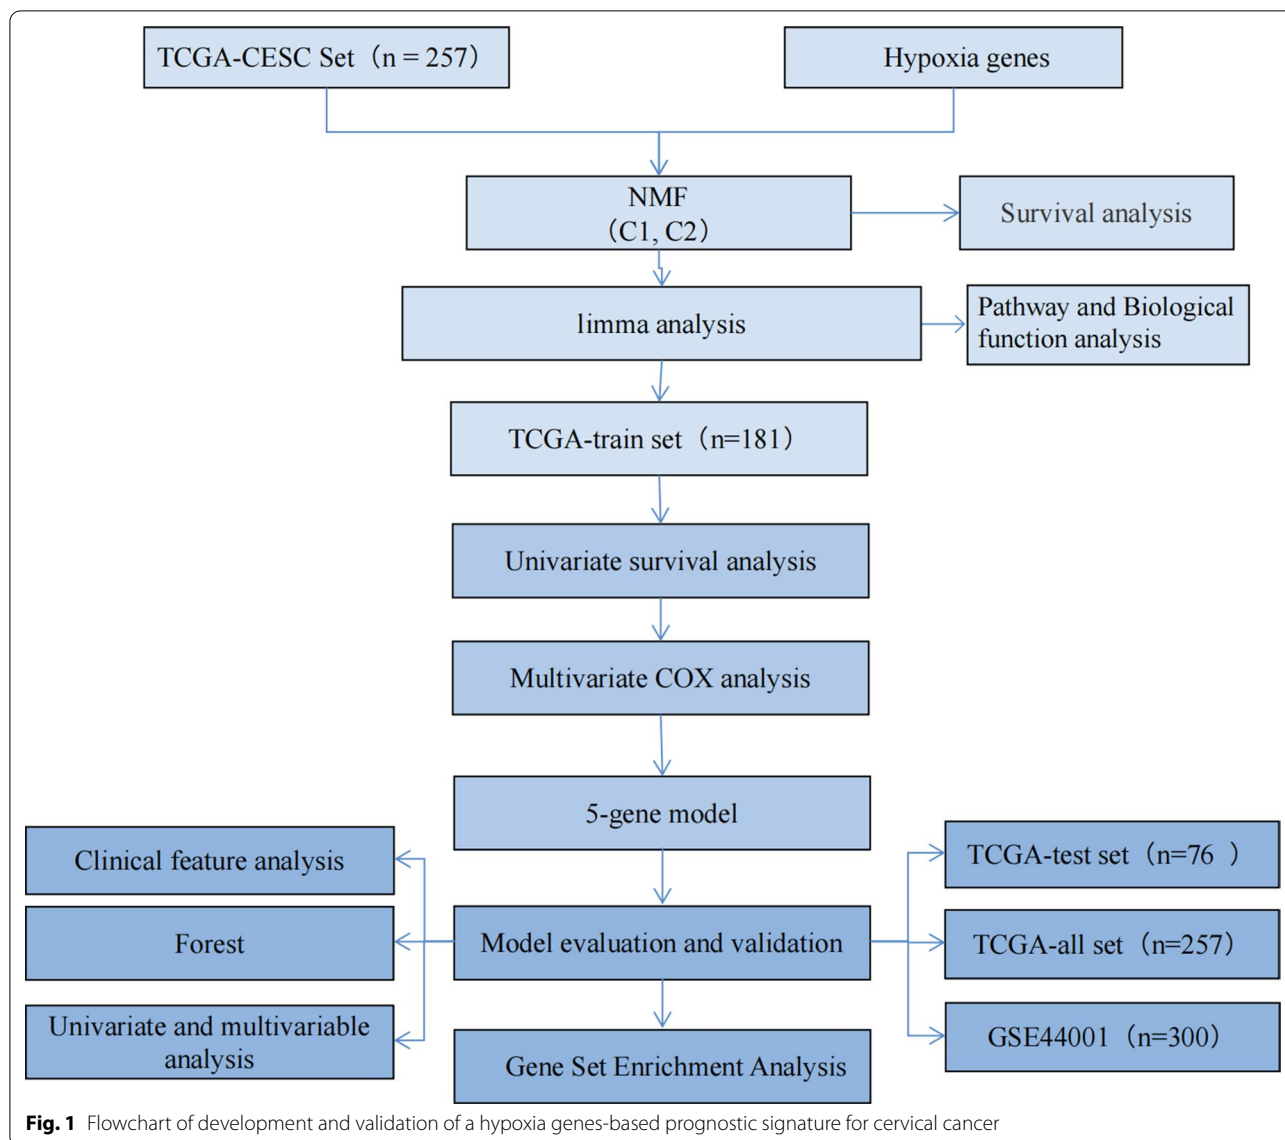 TCGA-CESC Set（n = 257）
Hypoxia genes
NMF
（C1, C2）
Survival analysis
limma analysis
Pathway and Biological
function analysis
TCGA-train set（n=181）
Univariate survival analysis
Multivariate COX analysis
5-gene model
Clinical feature analysis
TCGA-test set（n=76 ）
Forest
Model evaluation and validation
TCGA-all set（n=257）
Univariate and multivariable
analysis
GSE44001（n=300）
Gene Set Enrichment Analysis
Fig. 1 Flowchart of development and validation of a hypoxia genes-based prognostic signature for cervical cancer